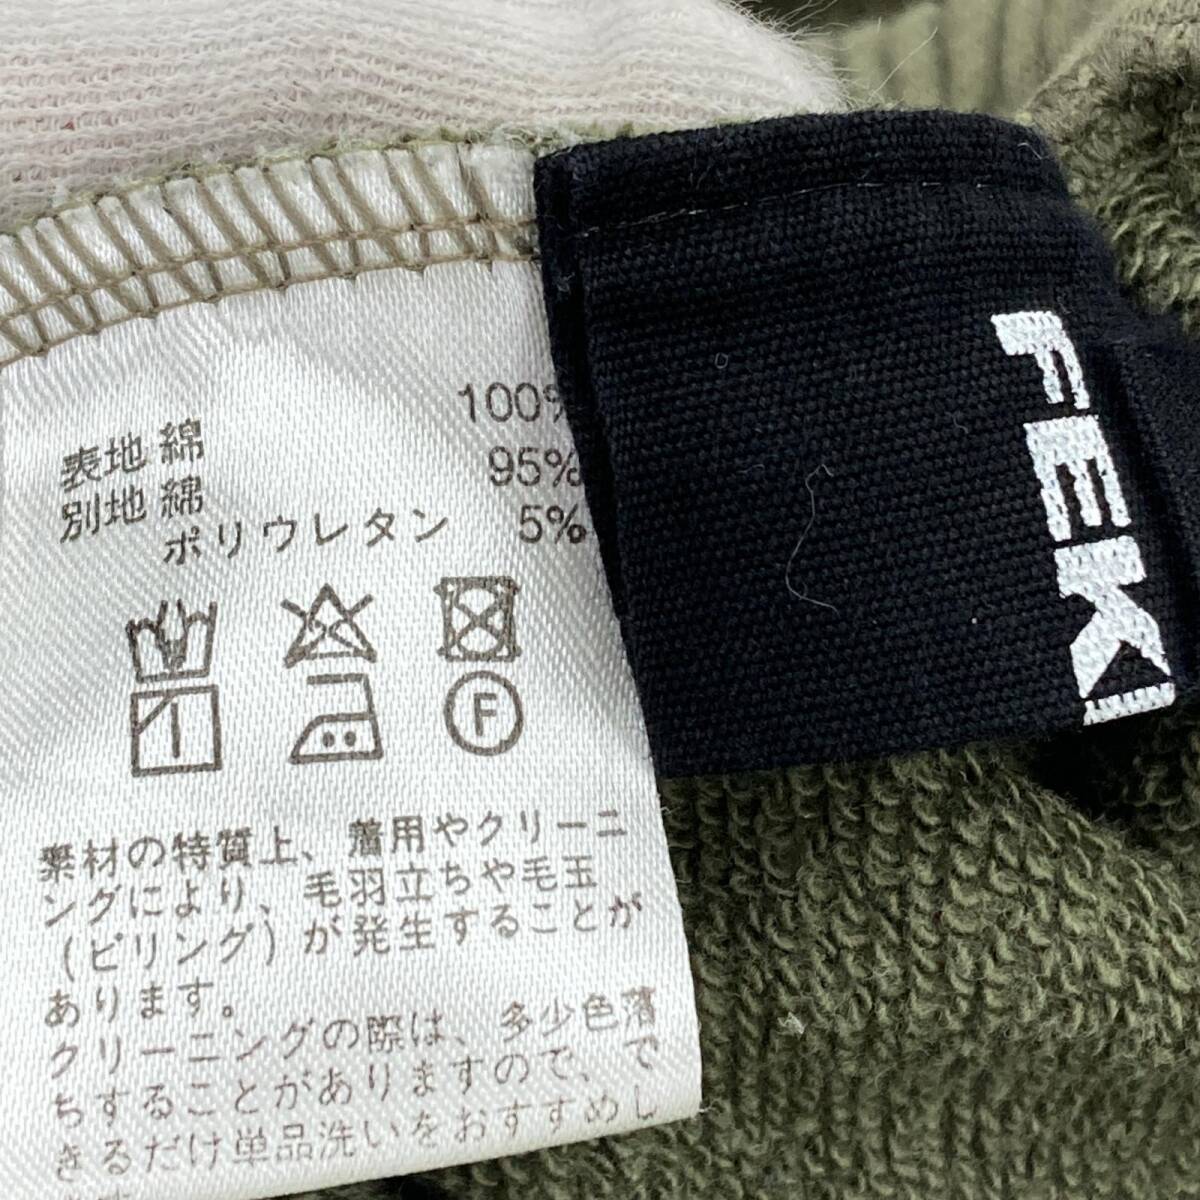 表地 綿 100%
別地 綿 95%
ポリウレタン 5%
F
素材の特質上、着用やクリーニ
ングにより、毛羽立ちや毛玉
(ピリング)が発生することが
あります。
クリーニングの際は、多少色落
ちすることがありますので、で
きるだけ単品洗いをおすすめし
FEK